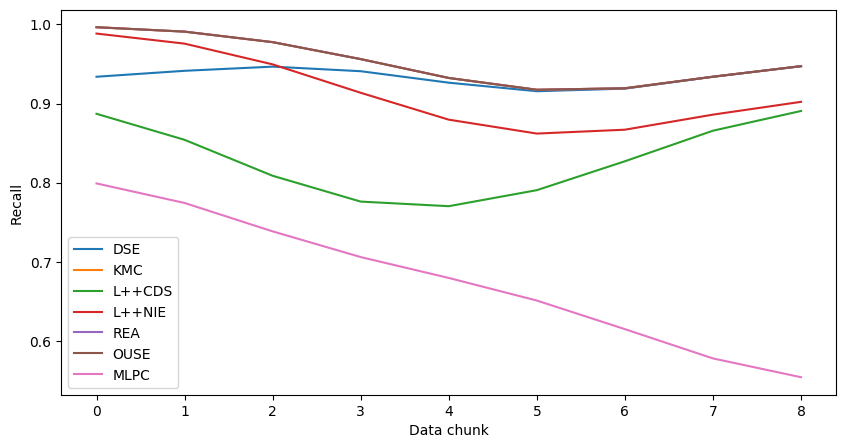 1.0
0.9
0.8
0.7
0.6
Recall
DSE
KMC
L++CDS
L++NIE
REA
OUSE
MLPC
0 1 2 3 4 5 6 7 8
Data chunk